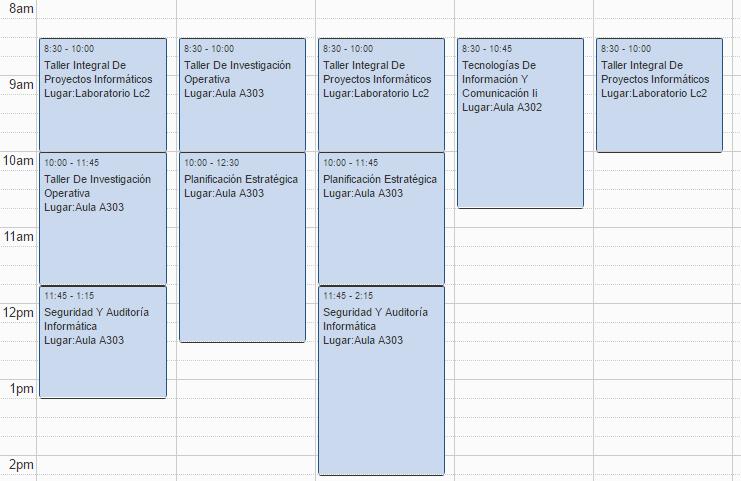 8am
9am
10am
11am
12pm
1pm
2pm
8:30 - 10:00
Taller Integral De
Proyectos Informáticos
Lugar:Laboratorio Lc2
10:00 - 11:45
Taller De Investigación
Operativa
Lugar:Aula A303
11:45 - 1:15
Seguridad Y Auditoría
Informática
Lugar:Aula A303
8:30 - 10:00
Taller De Investigación
Operativa
Lugar:Aula A303
10:00 - 12:30
Planificación Estratégica
Lugar:Aula A303
8:30 - 10:00
Taller Integral De
Proyectos Informáticos
Lugar:Laboratorio Lc2
10:00 - 11:45
Planificación Estratégica
Lugar:Aula A303
11:45 - 2:15
Seguridad Y Auditoría
Informática
Lugar:Aula A303
8:30 - 10:45
Tecnologías De
Información Y
Comunicación Ii
Lugar:Aula A302
8:30 - 10:00
Taller Integral De
Proyectos Informáticos
Lugar:Laboratorio Lc2